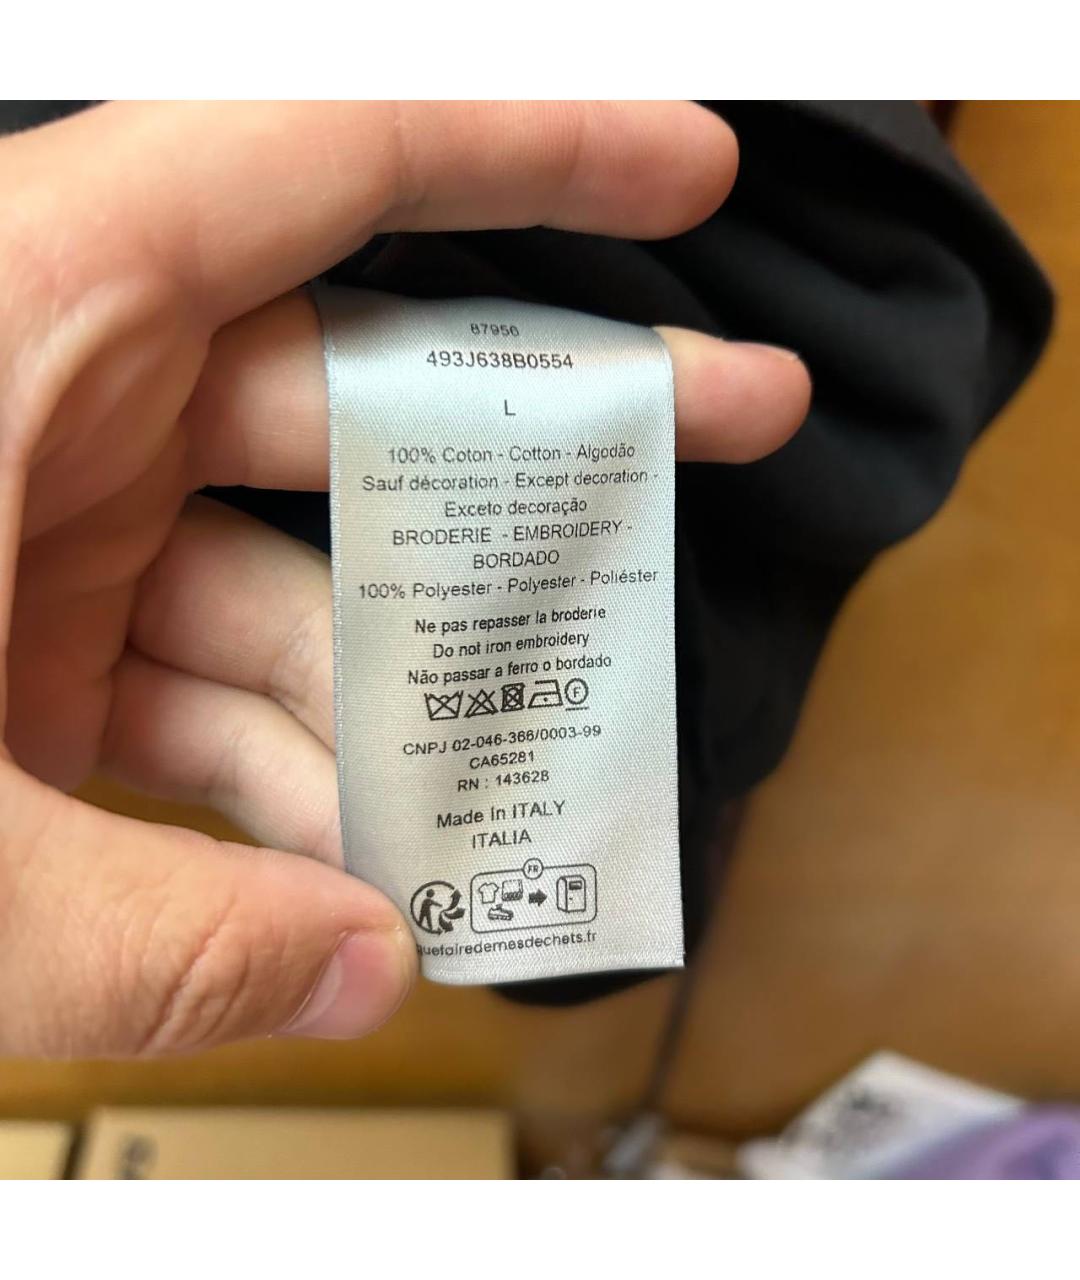 87956
493J638B0554
L
100% Coton - Cotton - Algodão
Sauf décoration - Except decoration -
Exceto decoração
BRODERIE - EMBROIDERY -
BORDADO
100% Polyester - Polyester - Poliéster
Ne pas repasser la broderie
Do not iron embroidery
Não passar a ferro o bordado
F
CNPJ 02-046-366/0003-99
CA65281
RN : 143628
Made in ITALY
ITALIA
FR
quefairedemesdechets.fr